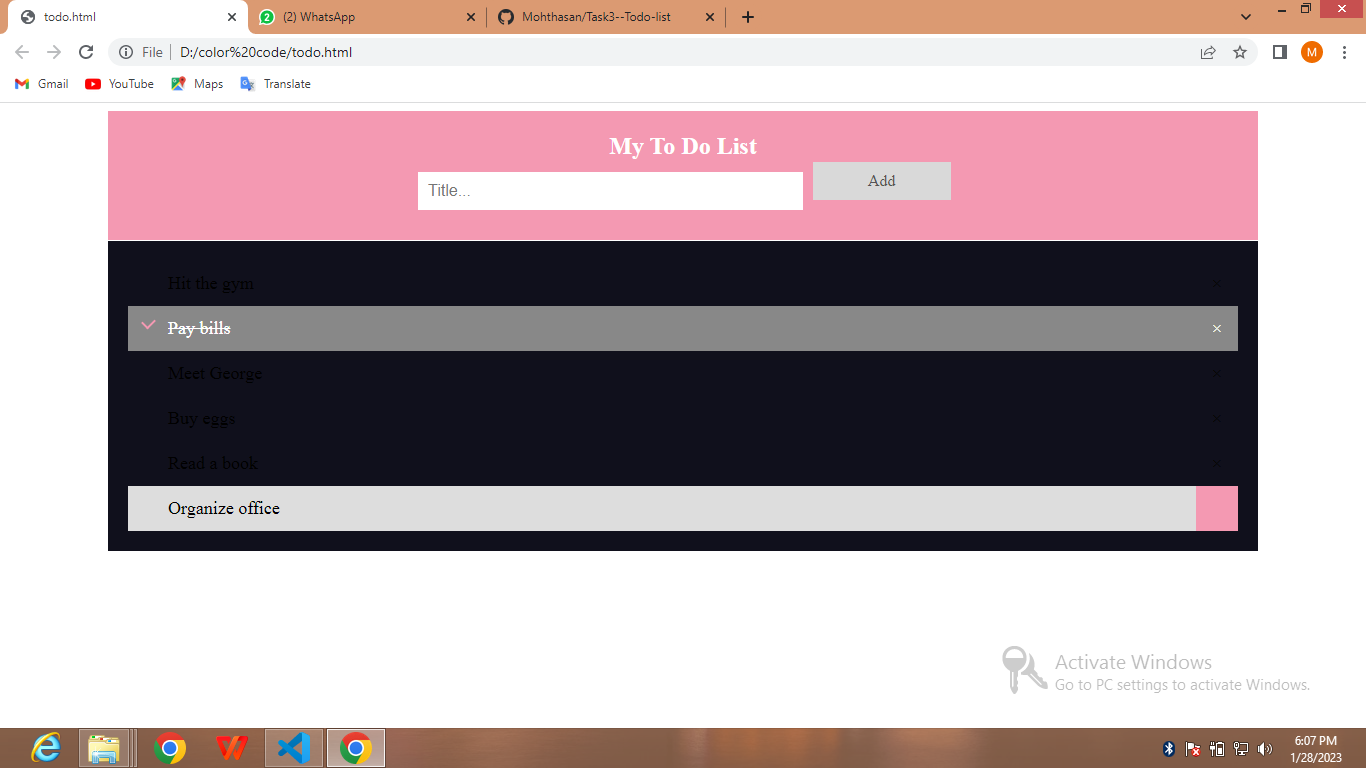 todo.html
(2) WhatsApp
Mohthasan/Task3--Todo-list
File
D:/color%20code/todo.html
M
Gmail
YouTube
Maps
Translate
My To Do List
Title...
Add
Hit the gym ×
Pay bills ×
Meet George ×
Buy eggs ×
Read a book ×
Organize office
Activate Windows
Go to PC settings to activate Windows.
6:07 PM
1/28/2023